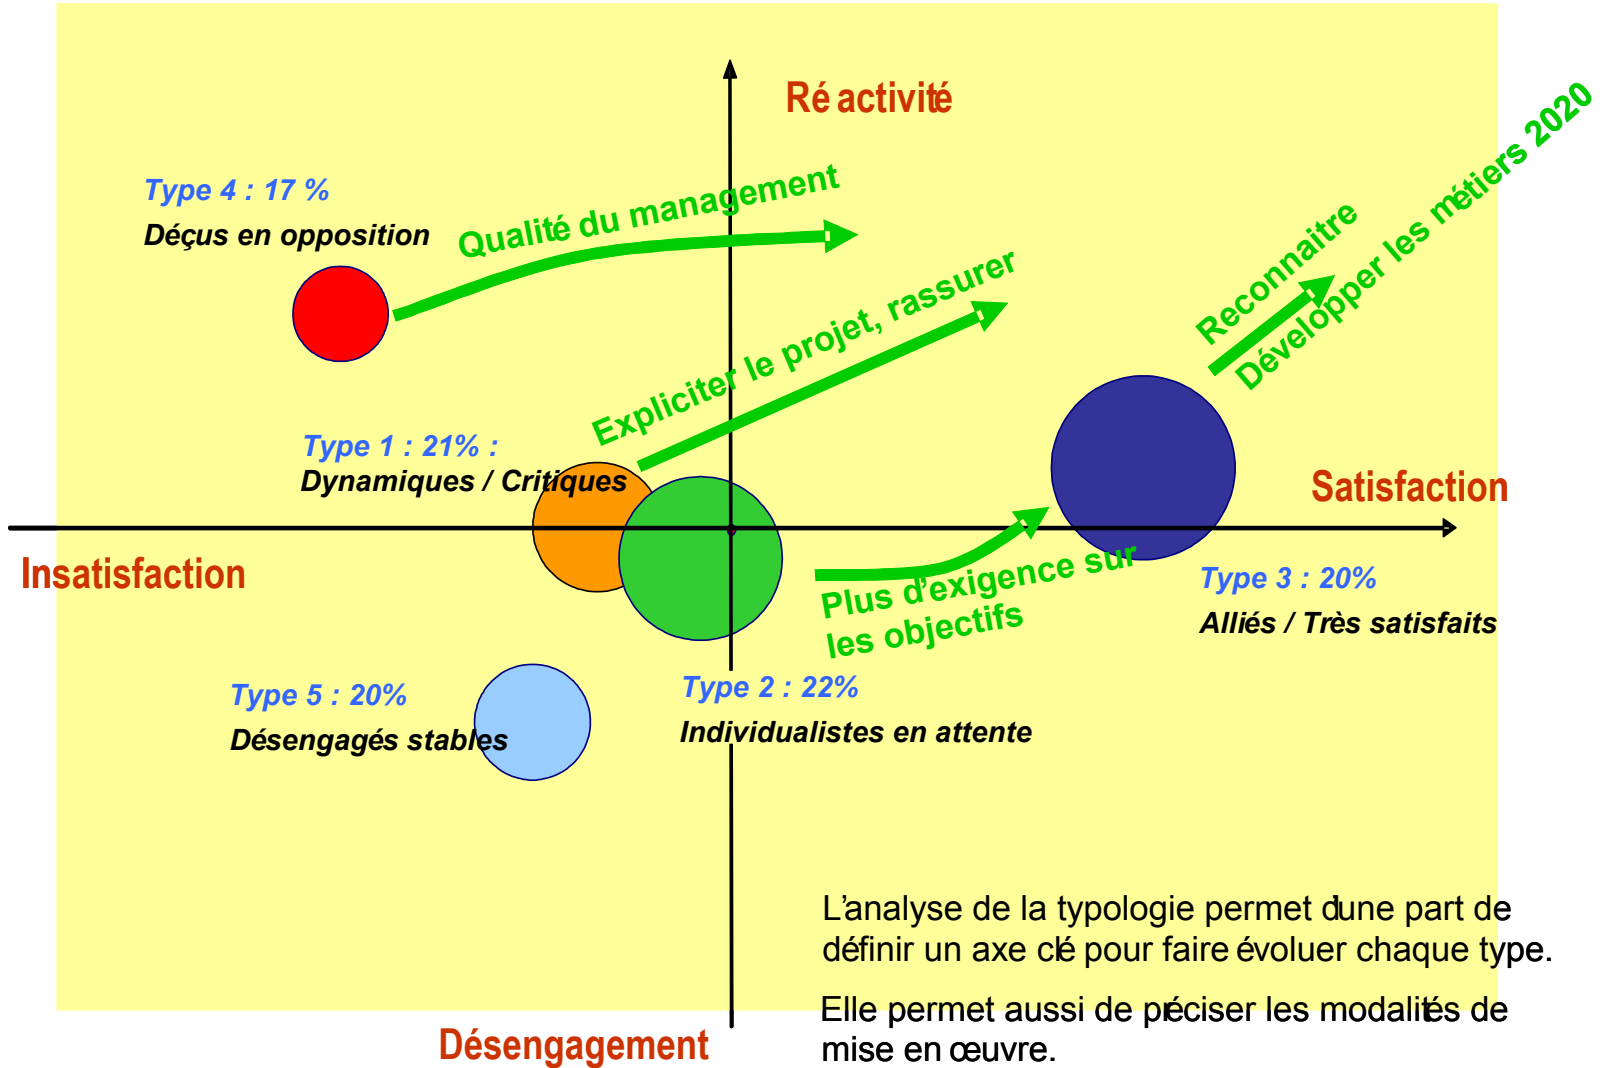 Réactivité
Type 4 : 17 %
Déçus en opposition
Qualité du management
Expliciter le projet, rassurer
Reconnaitre
Développer les métiers 2020
Type 1 : 21% :
Dynamiques / Critiques
Satisfaction
Insatisfaction
Plus d’exigence sur
les objectifs
Type 3 : 20%
Alliés / Très satisfaits
Type 5 : 20%
Désengagés stables
Type 2 : 22%
Individualistes en attente
L’analyse de la typologie permet d’une part de
définir un axe clé pour faire évoluer chaque type.
Elle permet aussi de préciser les modalités de
mise en œuvre.
Désengagement